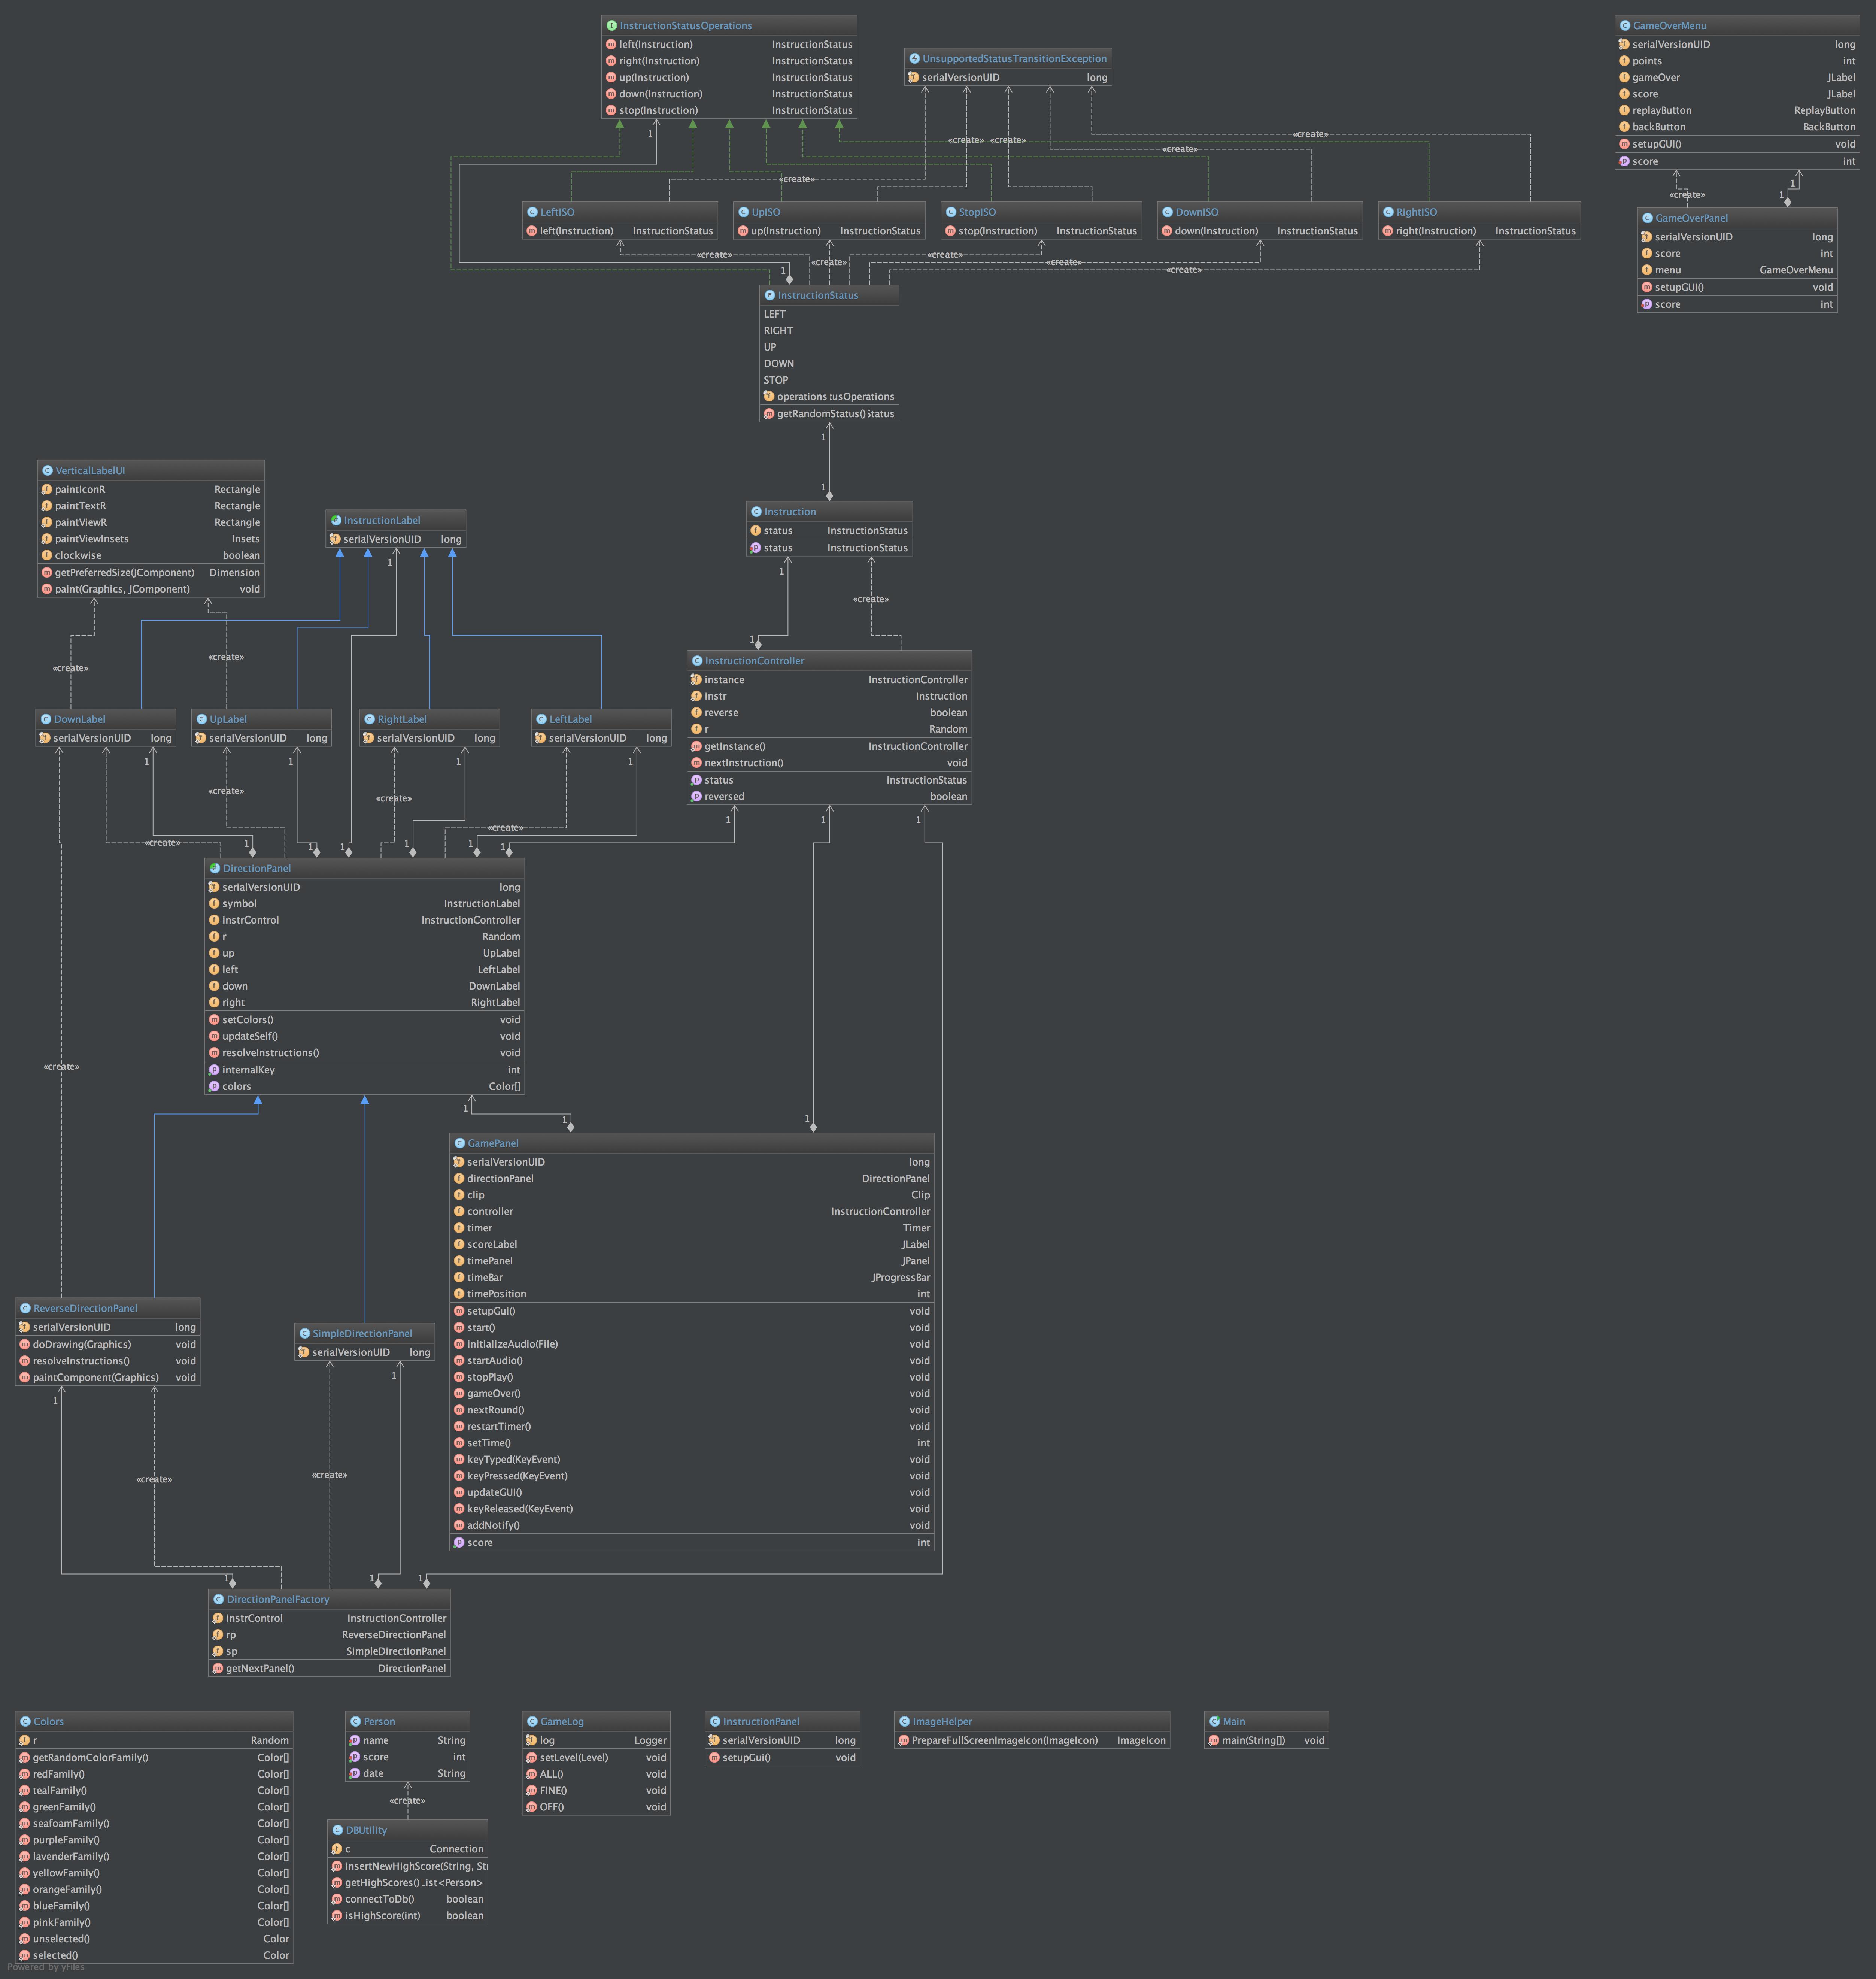 InstructionStatusOperations
left(Instruction) InstructionStatus
right(Instruction) InstructionStatus
up(Instruction) InstructionStatus
down(Instruction) InstructionStatus
stop(Instruction) InstructionStatus
1
UnsupportedStatusTransitionException
serialVersionUID long
GameOverMenu
serialVersionUID long
points int
gameOver JLabel
score JLabel
replayButton ReplayButton
backButton BackButton
setupGUI() void
score int
«create»
1
1
GameOverPanel
serialVersionUID long
score int
menu GameOverMenu
setupGUI() void
score int
«create»
«create» «create»
«create»
«create»
LeftISO
left(Instruction) InstructionStatus
UpISO
up(Instruction) InstructionStatus
StopISO
stop(Instruction) InstructionStatus
DownISO
down(Instruction) InstructionStatus
RightISO
right(Instruction) InstructionStatus
«create»
«create»
«create»
«create»
«create»
1
InstructionStatus
LEFT
RIGHT
UP
DOWN
STOP
operations :usOperations
getRandomStatus() Status
1
1
VerticalLabelUI
paintIconR Rectangle
paintTextR Rectangle
paintViewR Rectangle
paintViewInsets Insets
clockwise boolean
getPreferredSize(JComponent) Dimension
paint(Graphics, JComponent) void
InstructionLabel
serialVersionUID long
1
Instruction
status InstructionStatus
status InstructionStatus
1
«create»
1
«create»
«create»
InstructionController
instance InstructionController
instr Instruction
reverse boolean
r Random
getInstance() InstructionController
nextInstruction() void
status InstructionStatus
reversed boolean
DownLabel
serialVersionUID long
UpLabel
serialVersionUID long
RightLabel
serialVersionUID long
LeftLabel
serialVersionUID long
1
1
1
1
«create»
«create»
«create»
«create»
1
1
1
1
1
1
1
1
1
DirectionPanel
serialVersionUID long
symbol InstructionLabel
instrControl InstructionController
r Random
up UpLabel
left LeftLabel
down DownLabel
right RightLabel
setColors() void
updateSelf() void
resolveInstructions() void
internalKey int
colors Color[]
«create»
1
1
1
GamePanel
serialVersionUID long
directionPanel DirectionPanel
clip Clip
controller InstructionController
timer Timer
scoreLabel JLabel
timePanel JPanel
timeBar JProgressBar
timePosition int
setupGui() void
start() void
initializeAudio(File) void
startAudio() void
stopPlay() void
gameOver() void
nextRound() void
restartTimer() void
setTime() int
keyTyped(KeyEvent) void
keyPressed(KeyEvent) void
updateGUI() void
keyReleased(KeyEvent) void
addNotify() void
score int
ReverseDirectionPanel
serialVersionUID long
doDrawing(Graphics) void
resolveInstructions() void
paintComponent(Graphics) void
SimpleDirectionPanel
serialVersionUID long
1
1
«create»
«create»
1
1
1
DirectionPanelFactory
instrControl InstructionController
rp ReverseDirectionPanel
sp SimpleDirectionPanel
getNextPanel() DirectionPanel
Colors
r Random
getRandomColorFamily() Color[]
redFamily() Color[]
tealFamily() Color[]
greenFamily() Color[]
seafoamFamily() Color[]
purpleFamily() Color[]
lavenderFamily() Color[]
yellowFamily() Color[]
orangeFamily() Color[]
blueFamily() Color[]
pinkFamily() Color[]
unselected() Color
selected() Color
Person
name String
score int
date String
«create»
DBUtility
c Connection
insertNewHighScore(String, Str
getHighScores() List<Person>
connectToDb() boolean
isHighScore(int) boolean
GameLog
log Logger
setLevel(Level) void
ALL() void
FINE() void
OFF() void
InstructionPanel
serialVersionUID long
setupGui() void
ImageHelper
PrepareFullScreenImageIcon(ImageIcon) ImageIcon
Main
main(String[]) void
Powered by yFiles